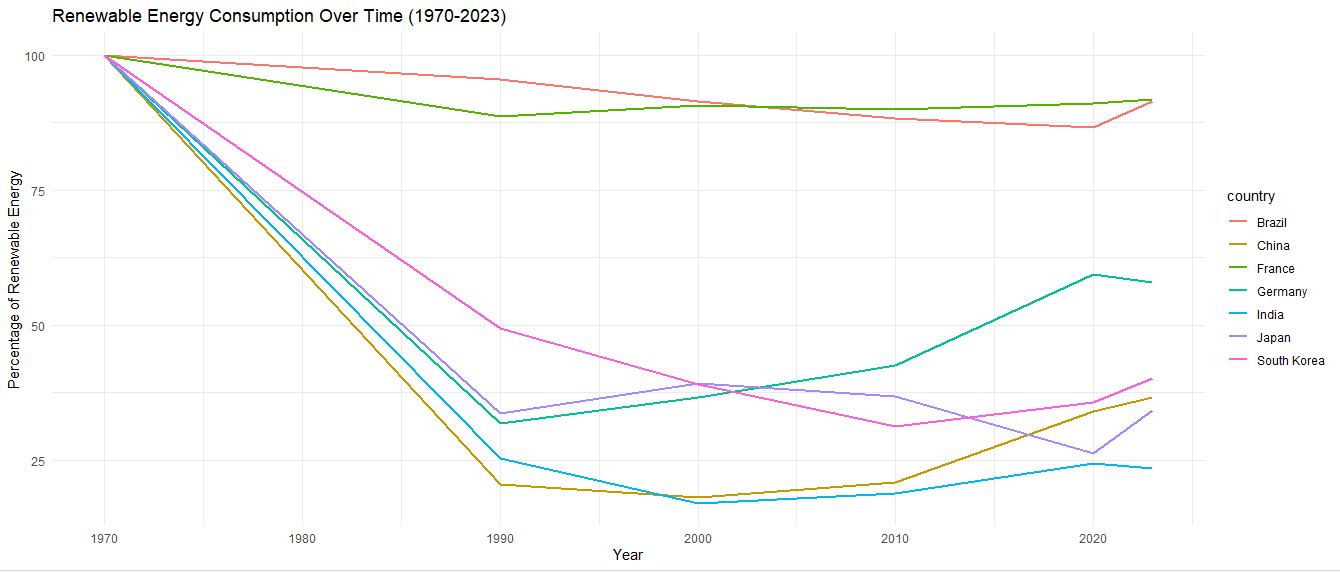 Renewable Energy Consumption Over Time (1970-2023)
Percentage of Renewable Energy
100
75
50
25
1970 1980 1990 2000 2010 2020
Year
country
Brazil
China
France
Germany
India
Japan
South Korea